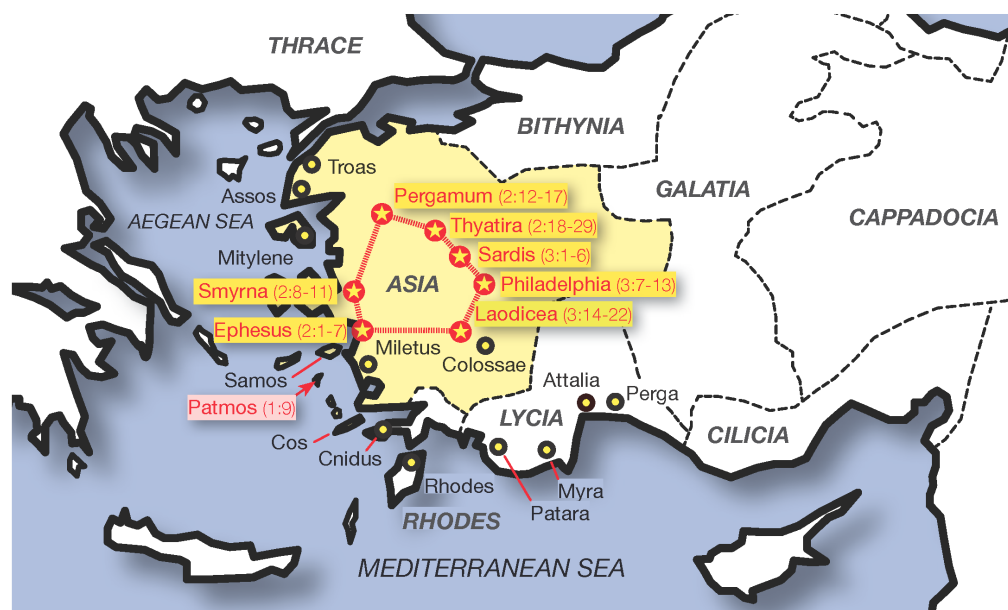 THRACE
BITHYNIA
Troas
GALATIA
Assos
Pergamum (2:12-17)
AEGEAN SEA
CAPPADOCIA
Thyatira (2:18-29)
Mitylene
Sardis (3:1-6)
ASIA
Smyrna (2:8-11)
Philadelphia (3:7-13)
Laodicea (3:14-22)
Ephesus (2:1-7)
Miletus
Colossae
Samos
Attalia
Perga
Patmos (1:9)
LYCIA
CILICIA
Cos
Cnidus
Rhodes
Myra
Patara
RHODES
MEDITERRANEAN SEA